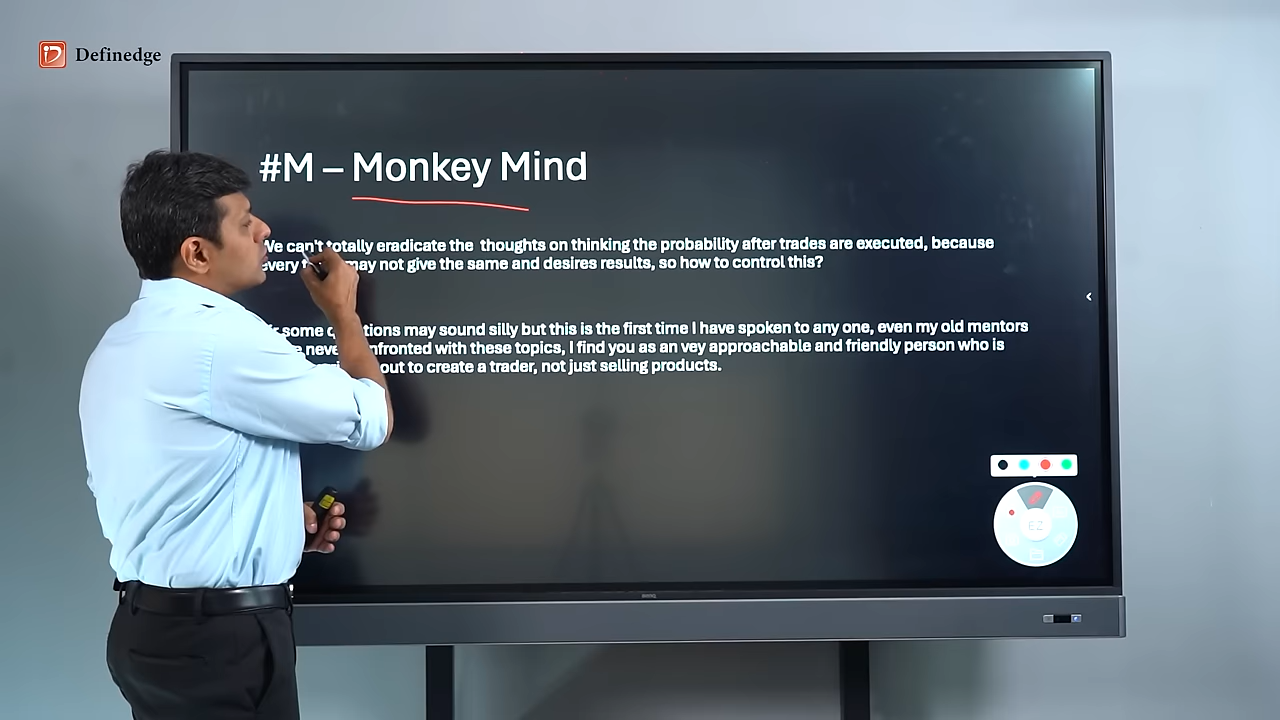 Definedge
#M – Monkey Mind
We can't totally eradicate the thoughts on thinking the probability after trades are executed, because
every may not give the same and desires results, so how to control this?
some may sound silly but this is the first time I have spoken to any one, even my old mentors
with these topics, I find you as an vey approachable and friendly person who is
out to create a trader, not just selling products.
EZ
BenQ